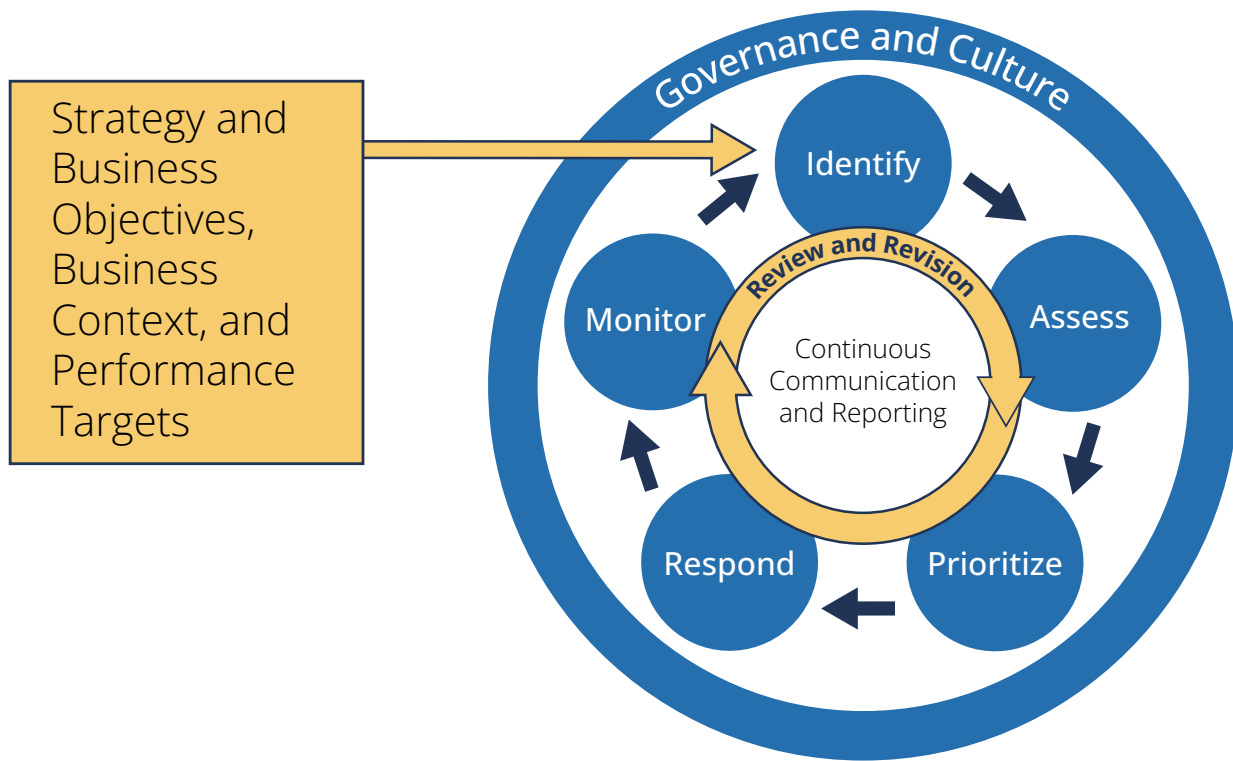 Strategy and
Business
Objectives,
Business
Context, and
Performance
Targets
Governance and Culture
Identify
Assess
Prioritize
Respond
Monitor
Review and Revision
Continuous
Communication
and Reporting